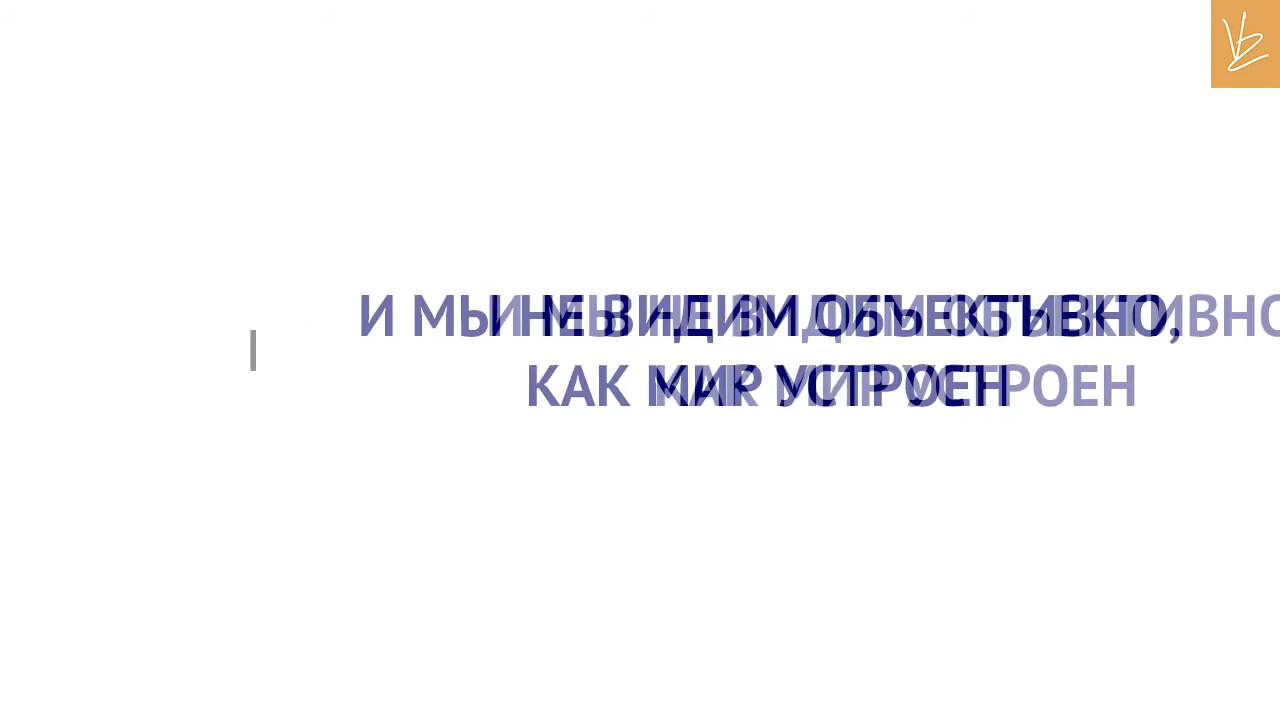 И МЫ НЕ ВИДИМ ОБЪЕКТИВНО,
КАК МИР УСТРОЕН